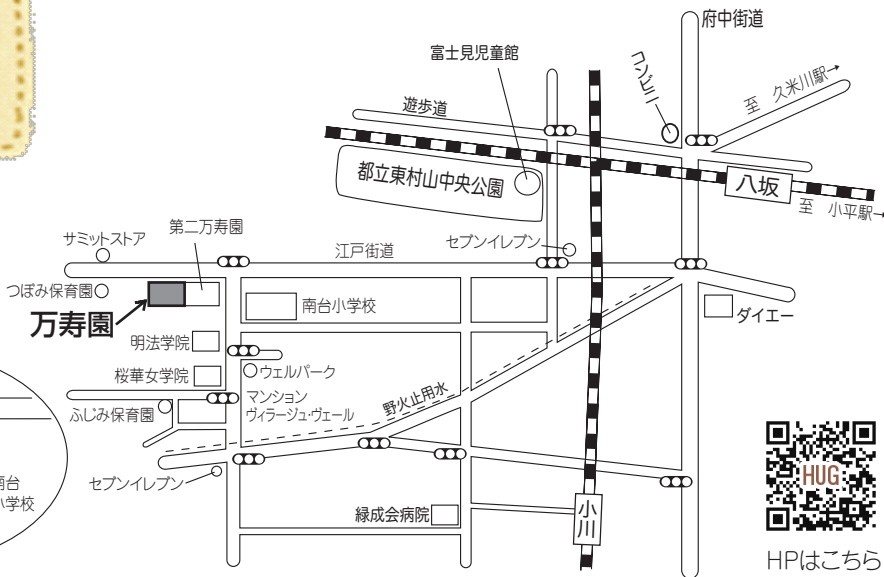 府中街道
富士見児童館
コンビニ
至 久米川駅→
遊歩道
都立東村山中央公園
八坂
至 小平駅→
サミットストア
第二万寿園
江戸街道
セブンイレブン
つぼみ保育園
万寿園
南台小学校
ダイエー
明法学院
桜華女学院
ウェルパーク
マンション
ヴィラージュ・ヴェール
野火止用水
ふじみ保育園
セブンイレブン
緑成会病院
小川
小学校
HUG
HPはこちら